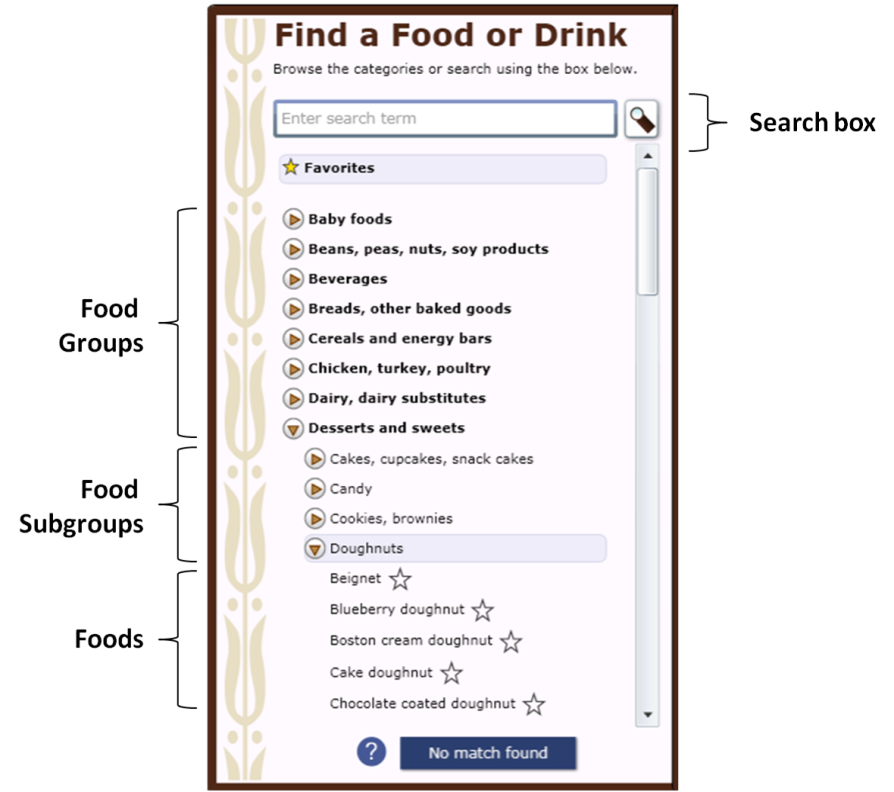 Find a Food or Drink
Browse the categories or search using the box below.
Enter search term
Search box
Favorites
Food
Groups
Baby foods
Beans, peas, nuts, soy products
Beverages
Breads, other baked goods
Cereals and energy bars
Chicken, turkey, poultry
Dairy, dairy substitutes
Desserts and sweets
Food
Subgroups
Cakes, cupcakes, snack cakes
Candy
Cookies, brownies
Doughnuts
Foods
Beignet
Blueberry doughnut
Boston cream doughnut
Cake doughnut
Chocolate coated doughnut
?
No match found